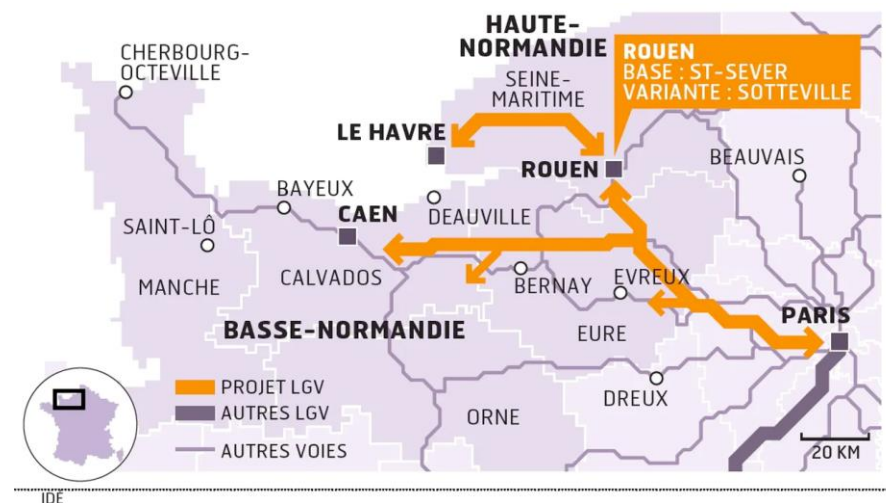 HAUTE-
NORMANDIE
CHERBOURG-
OCTEVILLE
ROUEN
BASE : ST-SEVER
VARIANTE : SOTTEVILLE
SEINE-
MARITIME
LE HAVRE
ROUEN
BEAUVAIS
BAYEUX
CAEN
DEAUVILLE
SAINT-LÔ
MANCHE
CALVADOS
BERNAY
EVREUX
PARIS
BASSE-NORMANDIE
EURE
PROJET LGV
AUTRES LGV
AUTRES VOIES
ORNE
DREUX
20 KM
IDÉ